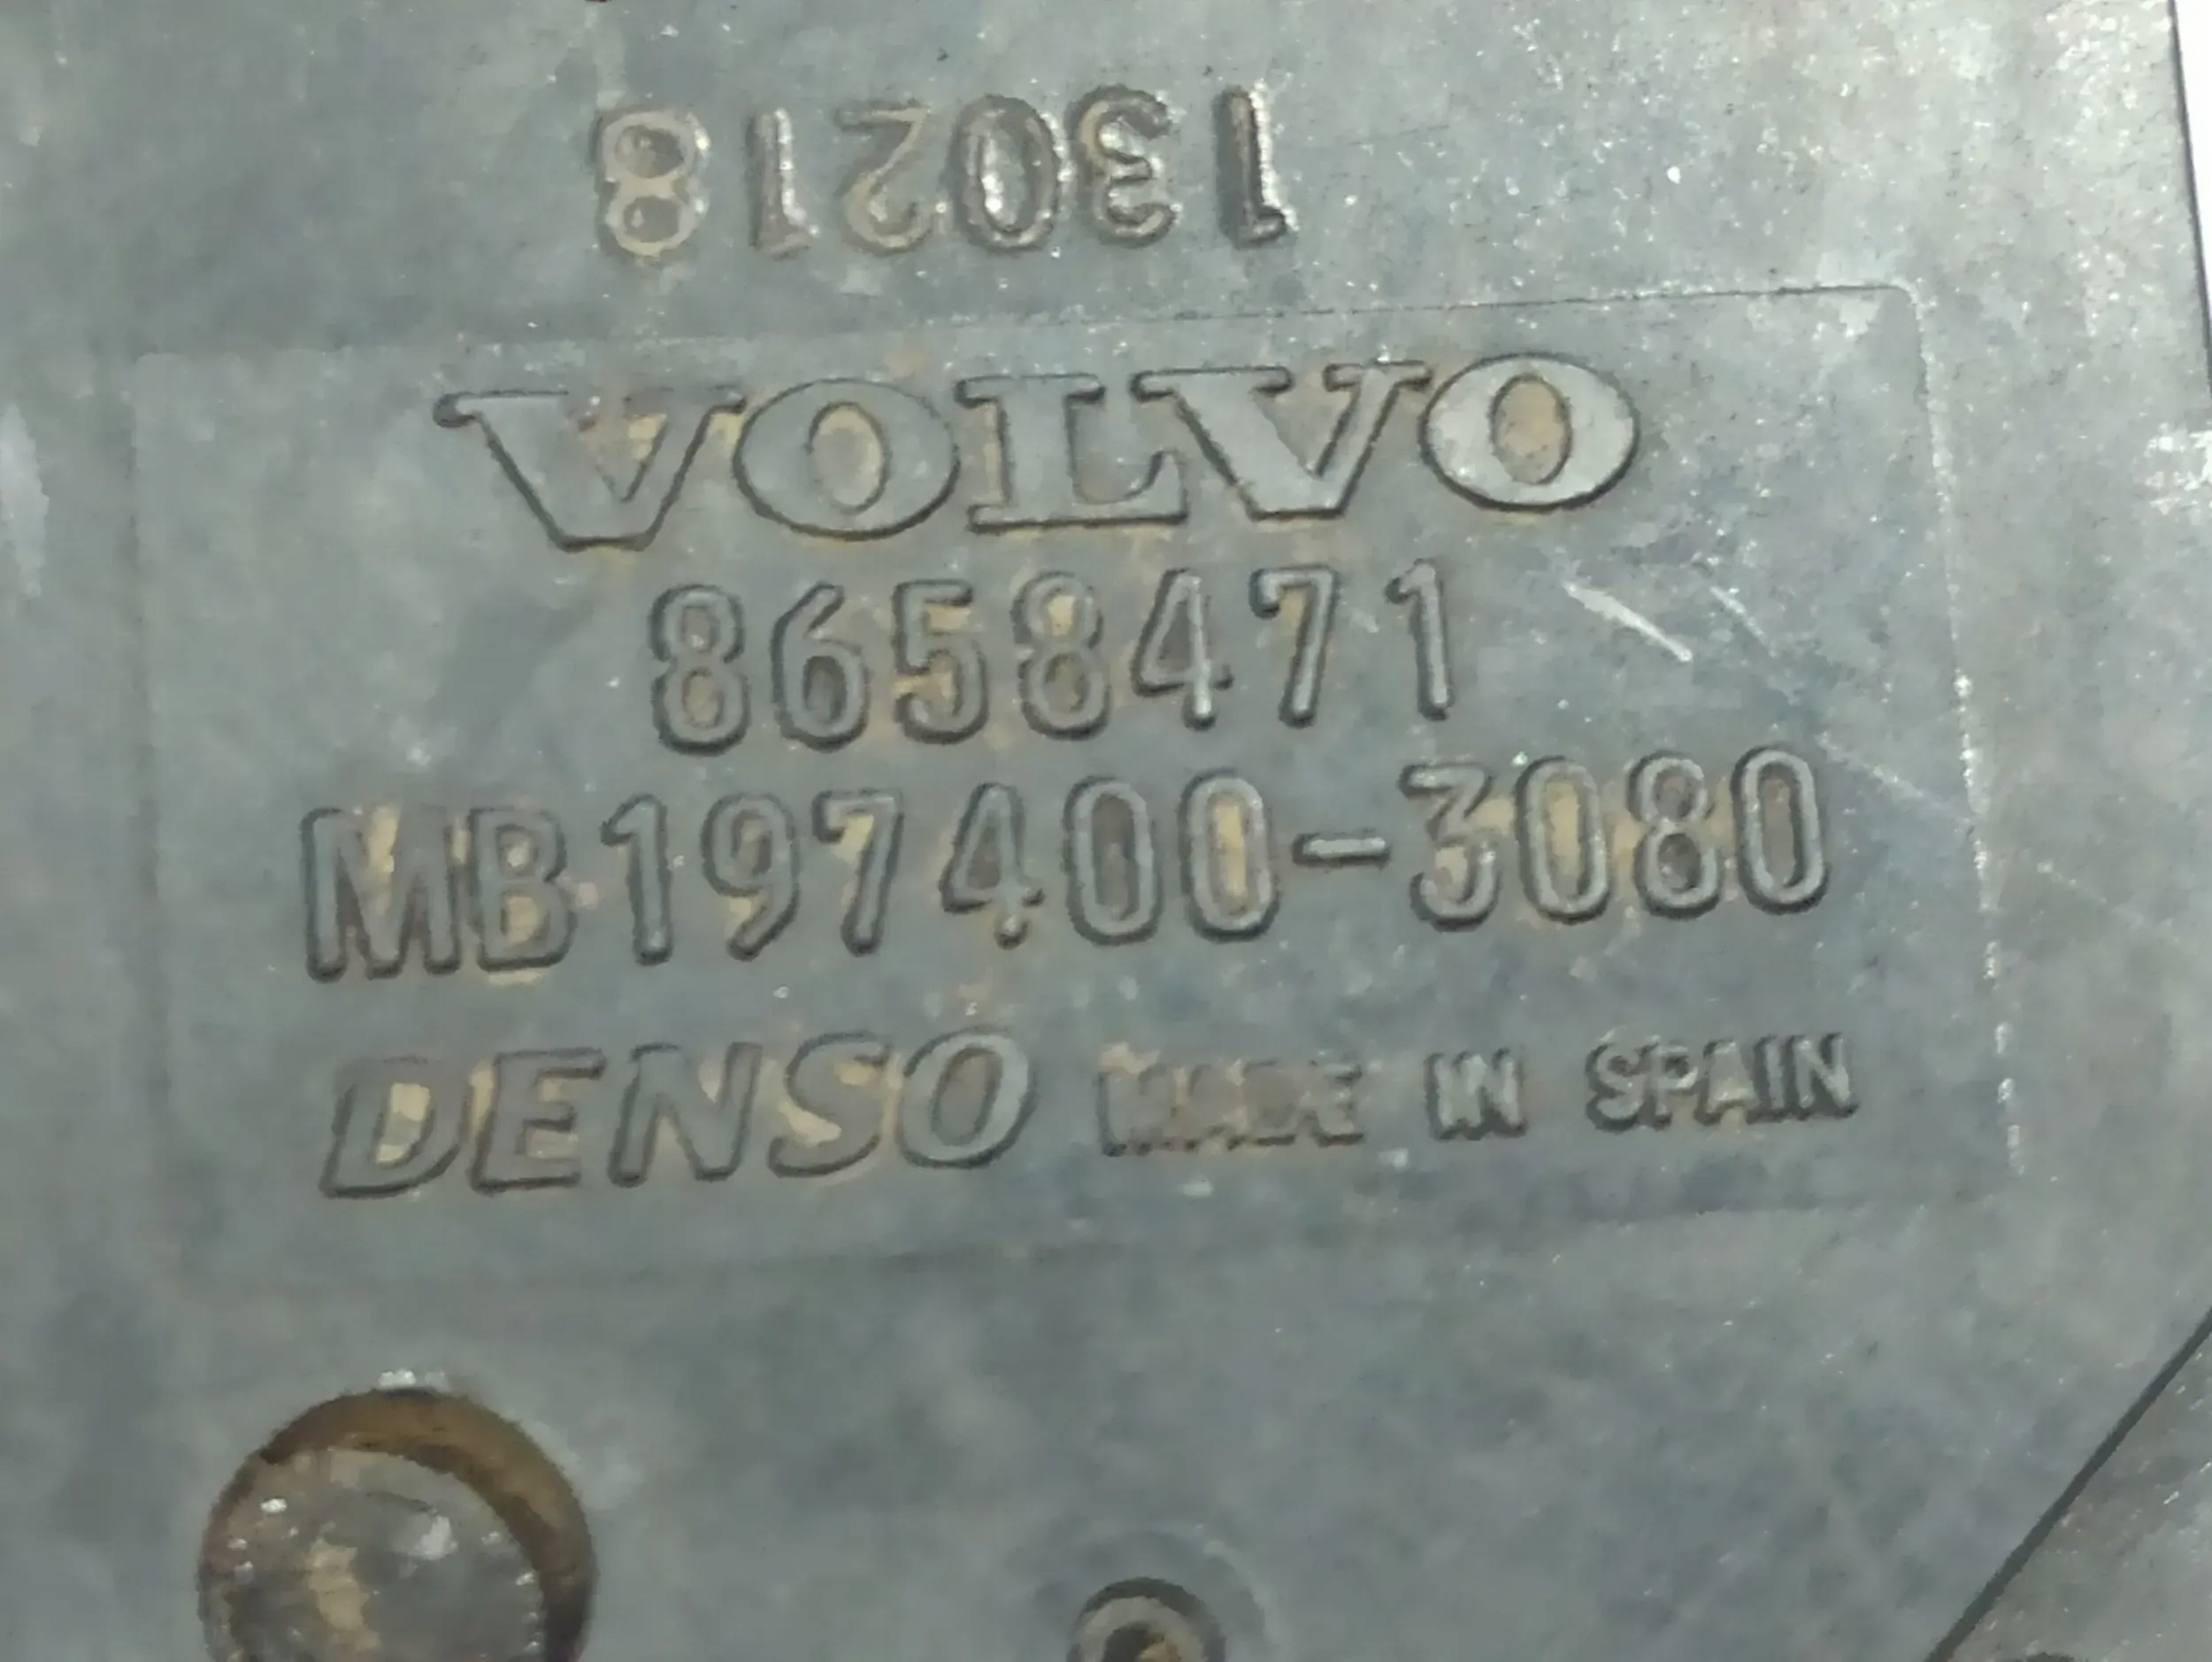 130218
VOLVO
8658471
MB197400-3080
DENSO MADE IN SPAIN